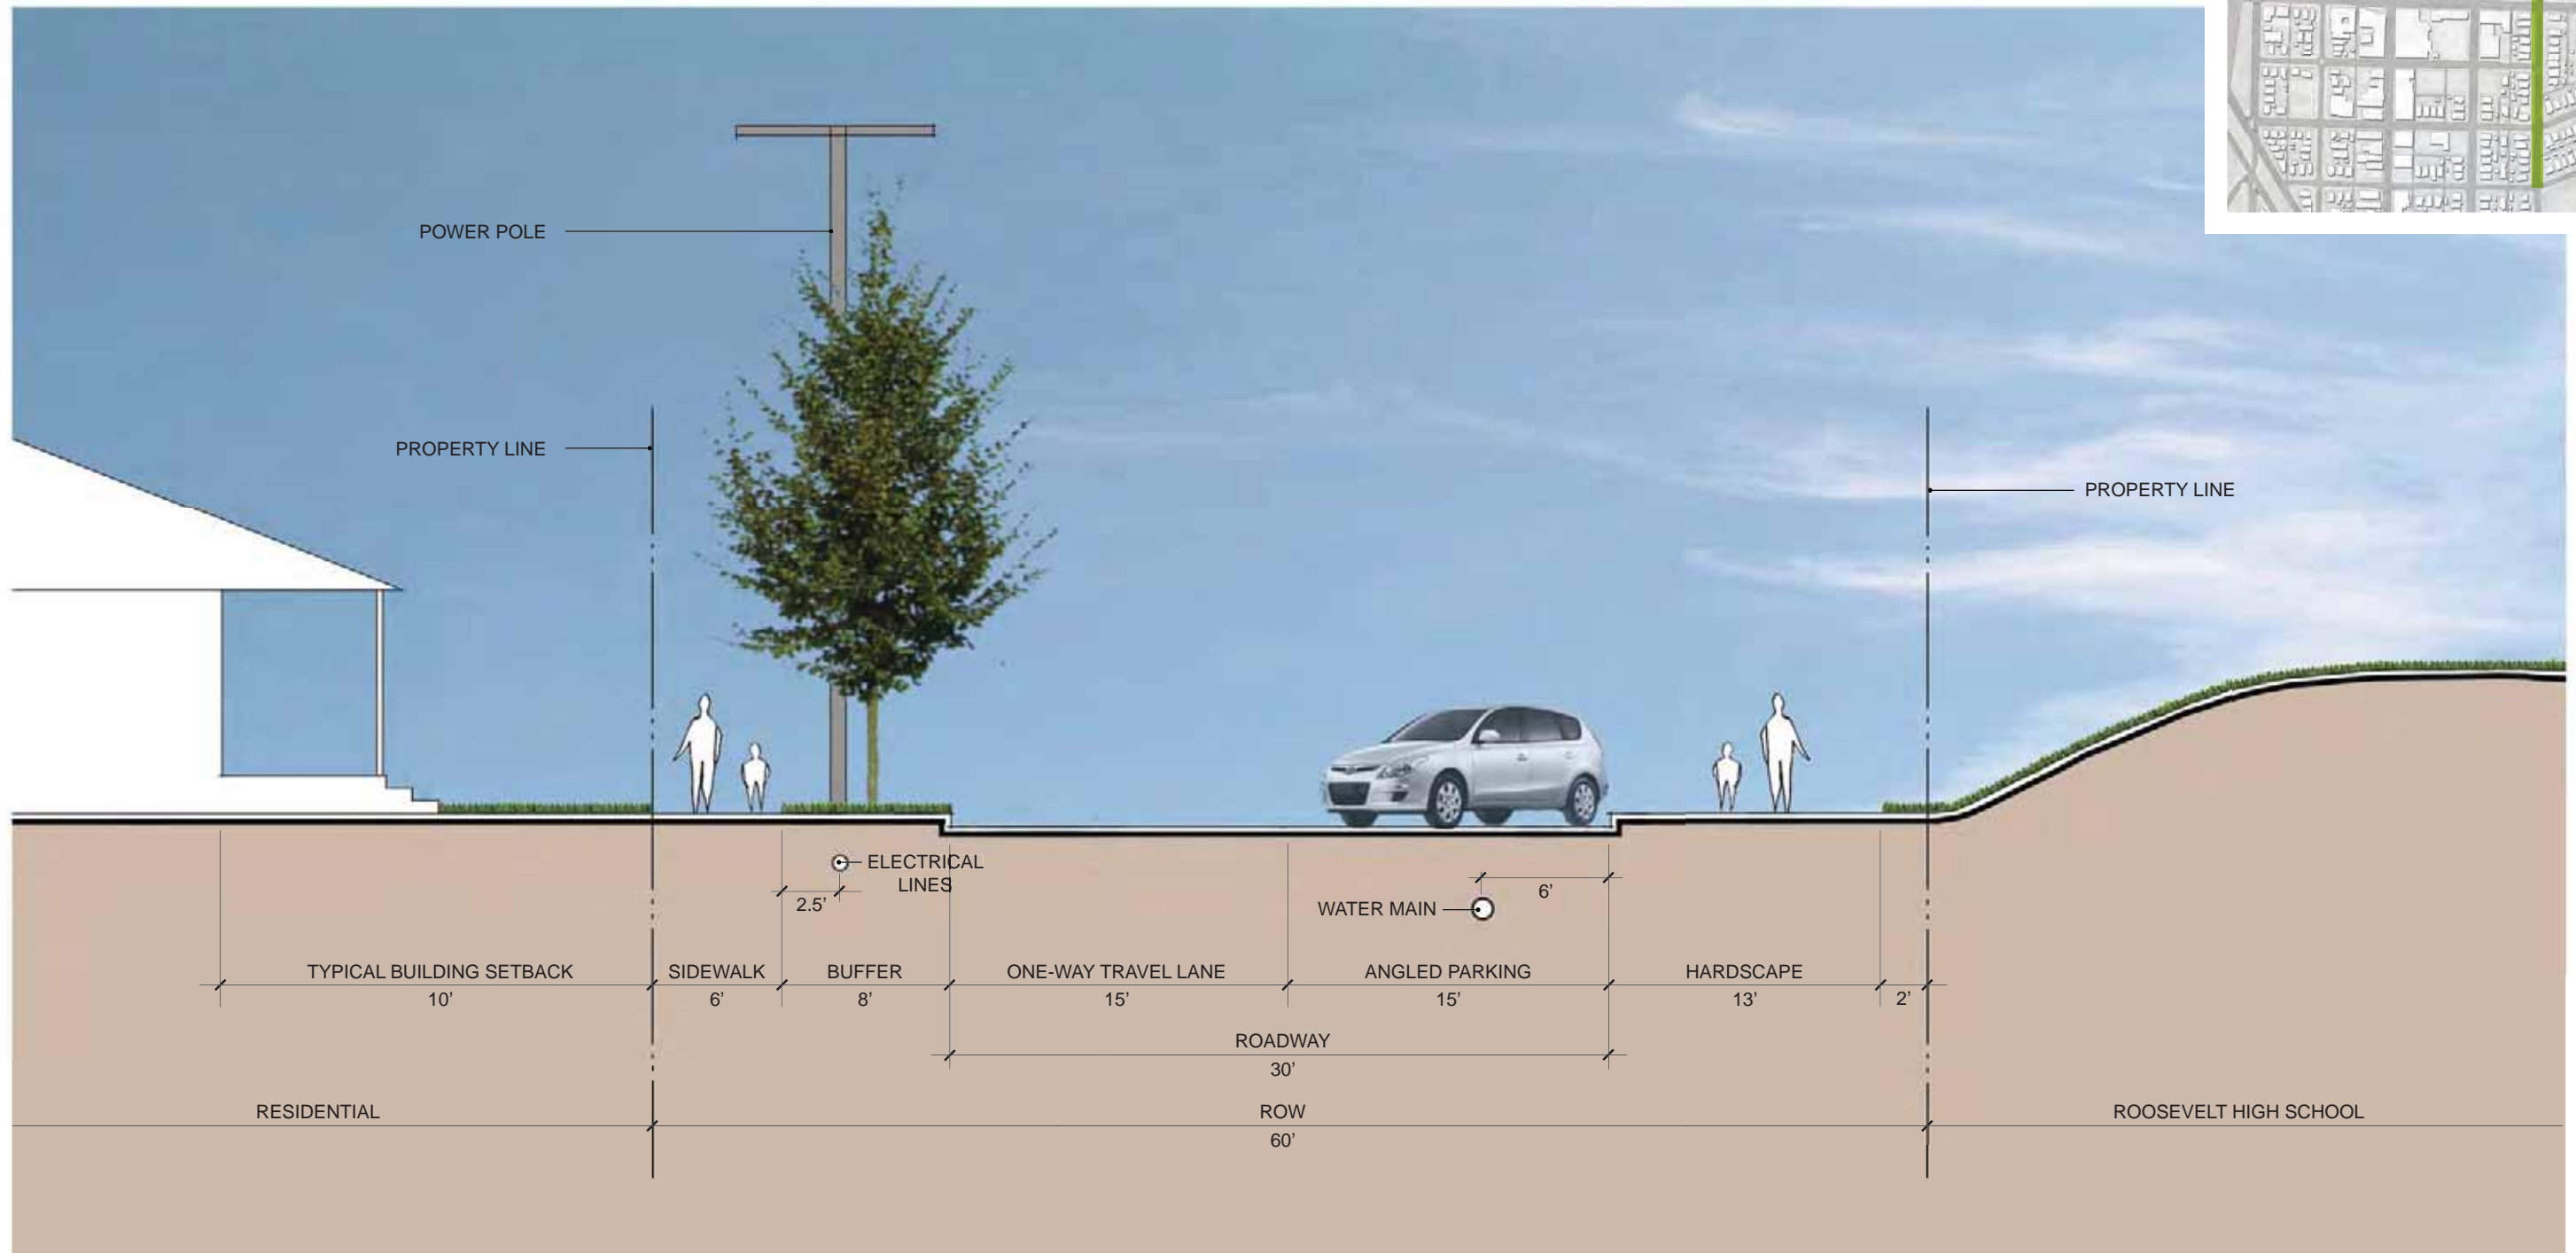 POWER POLE
PROPERTY LINE
PROPERTY LINE
ELECTRICAL
LINES
2.5’
6’
WATER MAIN
TYPICAL BUILDING SETBACK
10’
SIDEWALK
6’
BUFFER
8’
ONE-WAY TRAVEL LANE
15’
ANGLED PARKING
15’
HARDSCAPE
13’
2’
ROADWAY
30’
RESIDENTIAL
ROW
60’
ROOSEVELT HIGH SCHOOL